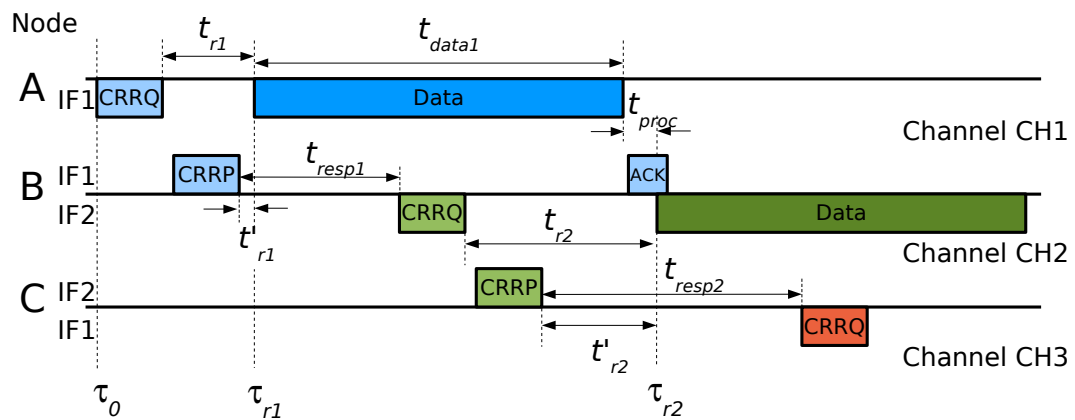 Node
t_r1
t_data1
A
IF1
CRRQ
Data
t_proc
Channel CH1
B
IF1
CRRP
t_resp1
ACK
IF2
CRRQ
Data
t'_r1
t_r2
Channel CH2
C
IF2
CRRP
t_resp2
IF1
CRRQ
t'_r2
Channel CH3
τ_0
τ_r1
τ_r2